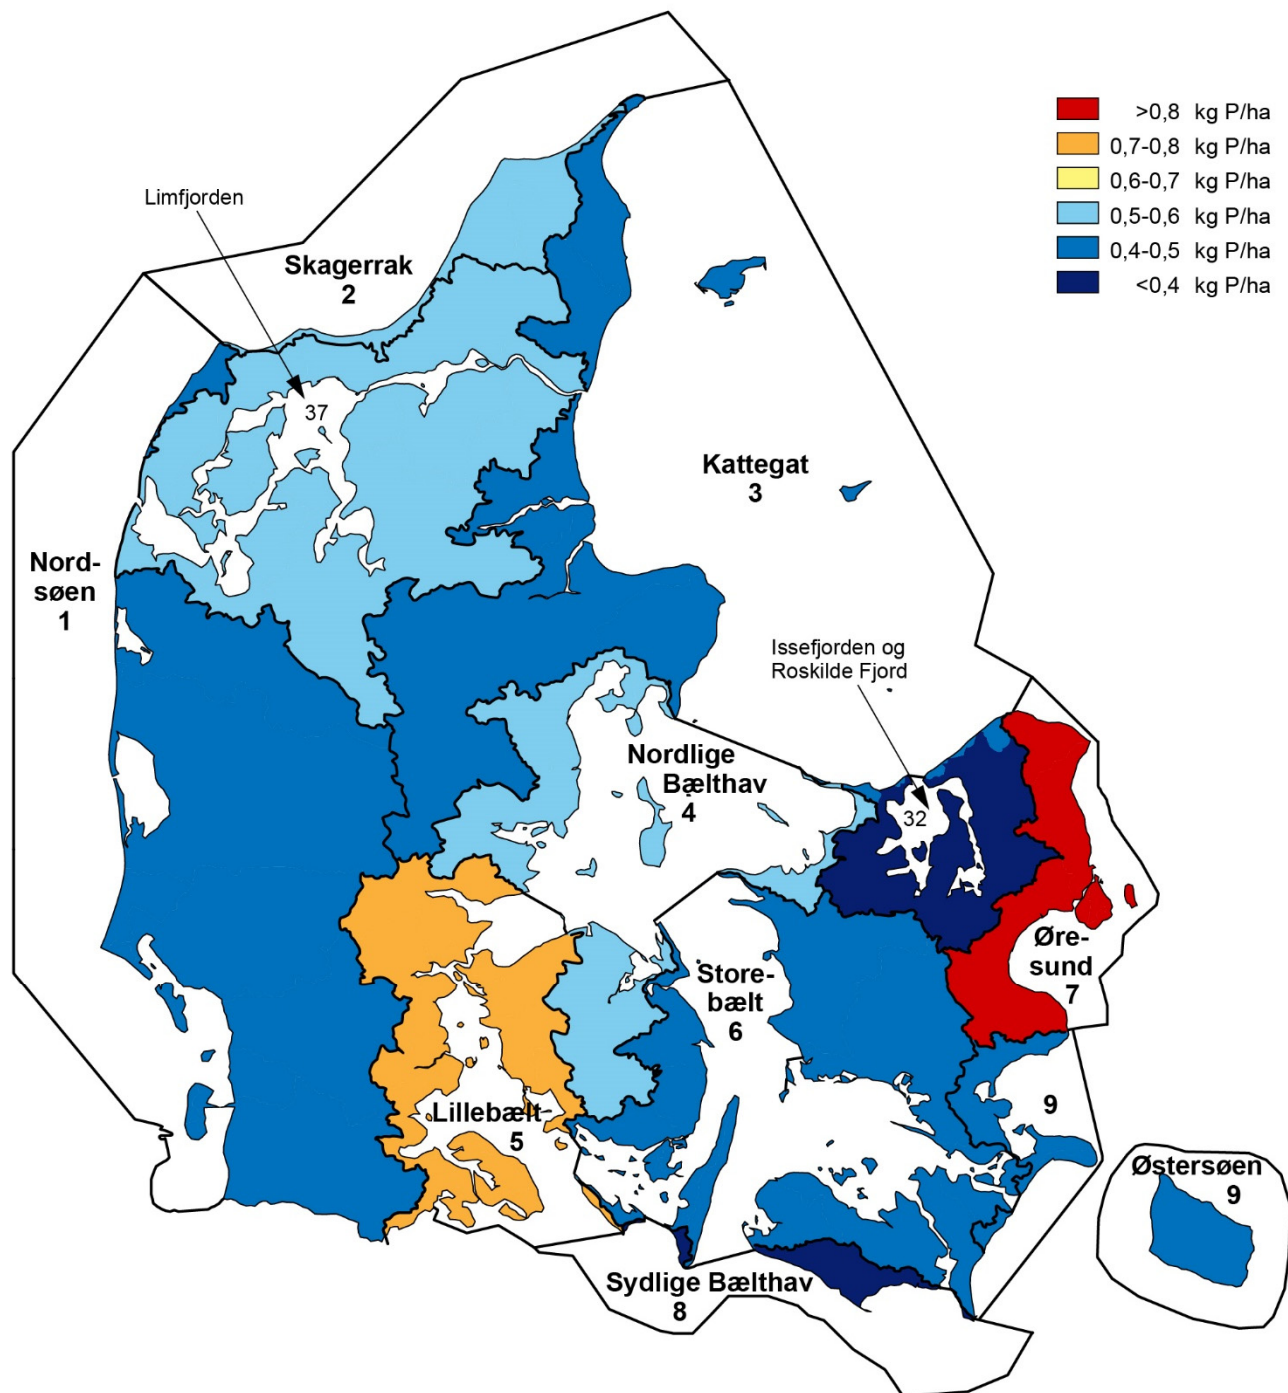 >0,8 kg P/ha
0,7-0,8 kg P/ha
0,6-0,7 kg P/ha
0,5-0,6 kg P/ha
0,4-0,5 kg P/ha
<0,4 kg P/ha
Limfjorden
Skagerrak
2
37
Kattegat
3
Nord-
søen
1
Issefjorden og
Roskilde Fjord
Nordlige
Bælthav
4
32
Øre-
sund
7
Store-
bælt
6
Lillebælt
5
9
Østersøen
9
Sydlige Bælthav
8